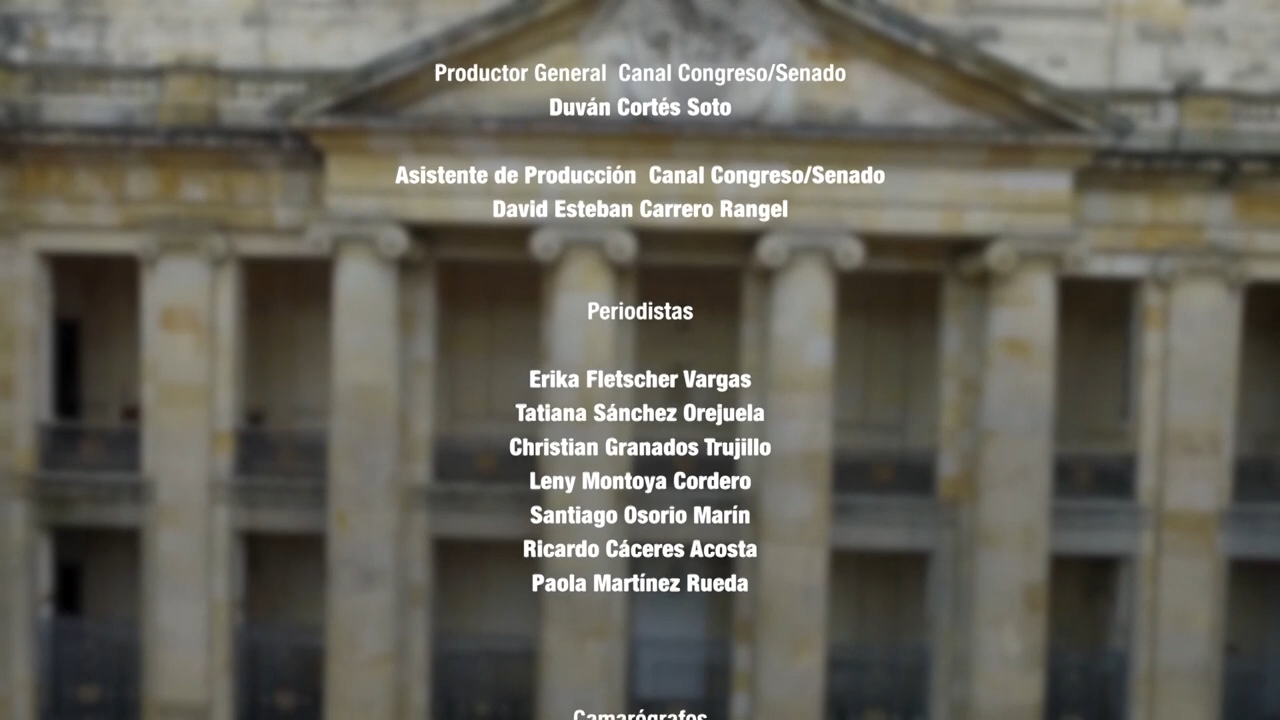 Productor General Canal Congreso/Senado
Duván Cortés Soto
Asistente de Producción Canal Congreso/Senado
David Esteban Carrero Rangel
Periodistas
Erika Fletscher Vargas
Tatiana Sánchez Orejuela
Christian Granados Trujillo
Leny Montoya Cordero
Santiago Osorio Marín
Ricardo Cáceres Acosta
Paola Martínez Rueda
Camarógrafos